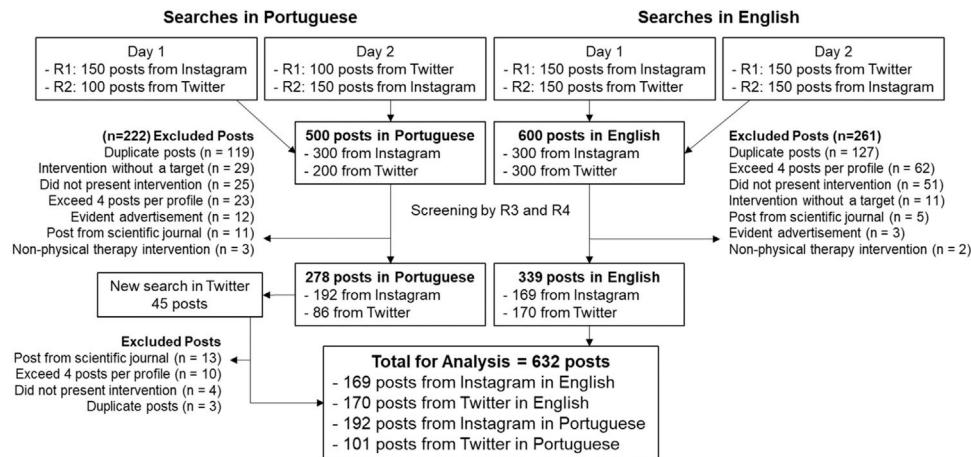 Searches in Portuguese
Searches in English
Day 1
- R1: 150 posts from Instagram
- R2: 100 posts from Twitter
Day 2
- R1: 100 posts from Twitter
- R2: 150 posts from Instagram
Day 1
- R1: 150 posts from Instagram
- R2: 150 posts from Twitter
Day 2
- R1: 150 posts from Twitter
- R2: 150 posts from Instagram
(n=222) Excluded Posts
Duplicate posts (n = 119)
Intervention without a target (n = 29)
Did not present intervention (n = 25)
Exceed 4 posts per profile (n = 23)
Evident advertisement (n = 12)
Post from scientific journal (n = 11)
Non-physical therapy intervention (n = 3)
500 posts in Portuguese
- 300 from Instagram
- 200 from Twitter
600 posts in English
- 300 from Instagram
- 300 from Twitter
Excluded Posts (n=261)
Duplicate posts (n = 127)
Exceed 4 posts per profile (n = 62)
Did not present intervention (n = 51)
Intervention without a target (n = 11)
Post from scientific journal (n = 5)
Evident advertisement (n = 3)
Non-physical therapy intervention (n = 2)
Screening by R3 and R4
New search in Twitter
45 posts
278 posts in Portuguese
- 192 from Instagram
- 86 from Twitter
339 posts in English
- 169 from Instagram
- 170 from Twitter
Excluded Posts
Post from scientific journal (n = 13)
Exceed 4 posts per profile (n = 10)
Did not present intervention (n = 4)
Duplicate posts (n = 3)
Total for Analysis = 632 posts
- 169 posts from Instagram in English
- 170 posts from Twitter in English
- 192 posts from Instagram in Portuguese
- 101 posts from Twitter in Portuguese